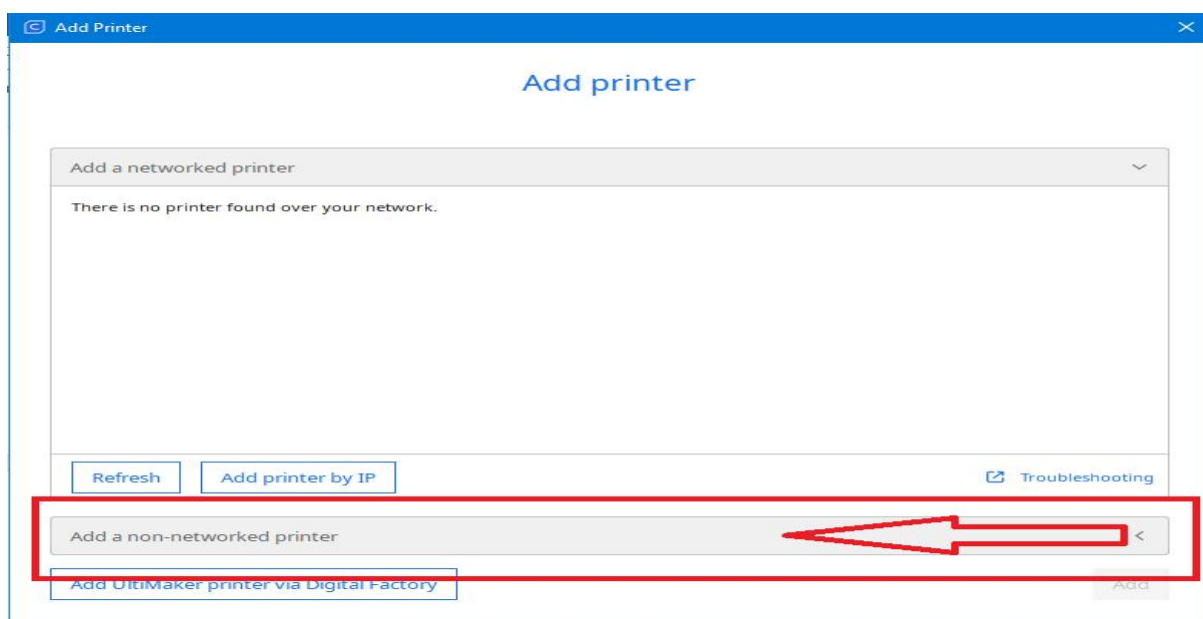 Add Printer
Add printer
Add a networked printer
There is no printer found over your network.
Refresh
Add printer by IP
Troubleshooting
Add a non-networked printer
Add UltiMaker printer via Digital Factory
Add